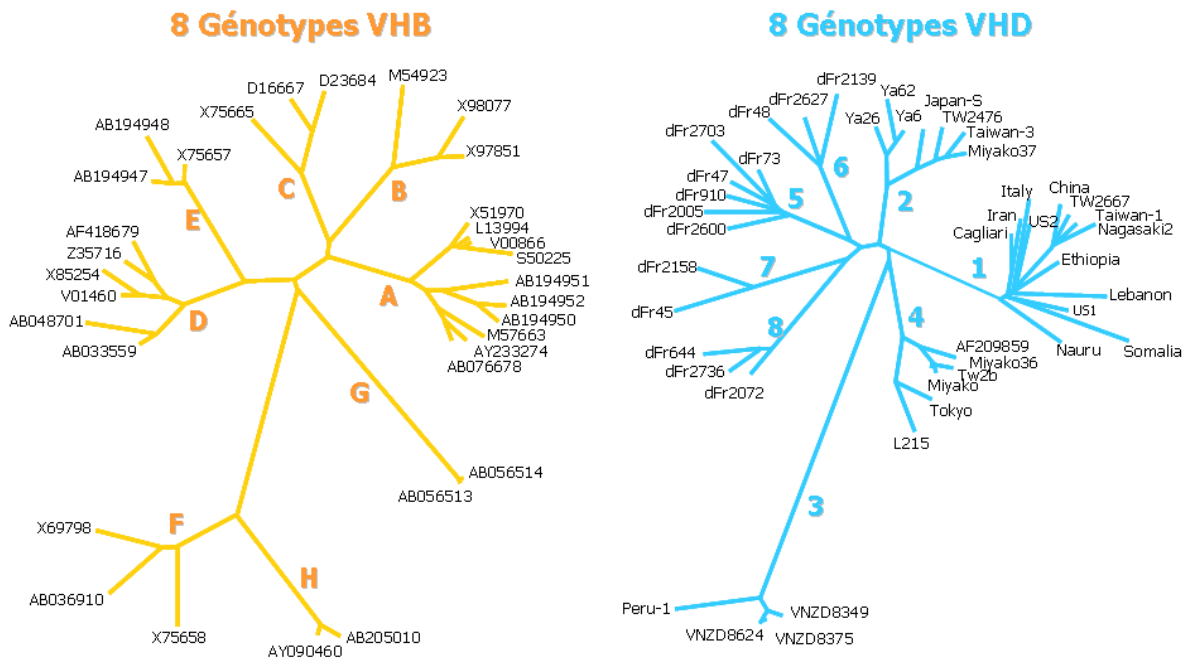 8 Génotypes VHB
D16667
D23684
M54923
X75665
X98077
AB194948
X75657
X97851
AB194947
C
B
E
X51970
L13994
V00866
S50225
AF418679
Z35716
X85254
V01460
A
AB194951
AB194952
AB194950
D
AB048701
M57663
AB033559
AY233274
AB076678
G
AB056514
AB056513
X69798
F
AB036910
H
X75658
AB205010
AY090460
8 Génotypes VHD
dFr2139
Ya62
dFr2627
Japan-S
dFr48
Ya26
Ya6
TW2476
dFr2703
Taiwan-3
dFr73
Miyako37
6
dFr47
2
dFr910
5
Italy
China
dFr2005
TW2667
Iran
US2
Taiwan-1
dFr2600
Cagliari
Nagasaki2
dFr2158
7
1
Ethiopia
dFr45
Lebanon
8
4
US1
dFr644
AF209859
Nauru
Somalia
dFr2736
Miyako36
Tw2b
dFr2072
Miyako
Tokyo
L215
3
Peru-1
VNZD8349
VNZD8624
VNZD8375